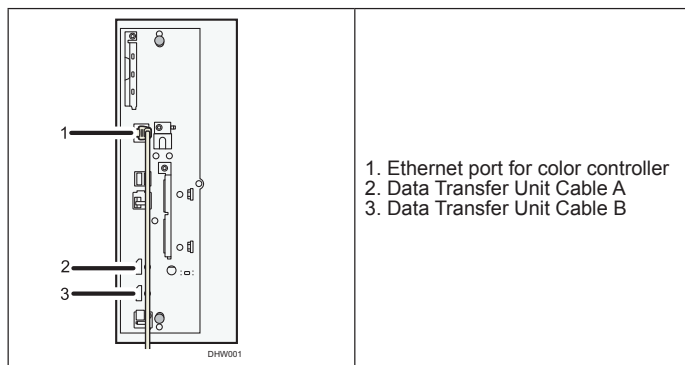 1
2
3
DHW001
1. Ethernet port for color controller
2. Data Transfer Unit Cable A
3. Data Transfer Unit Cable B